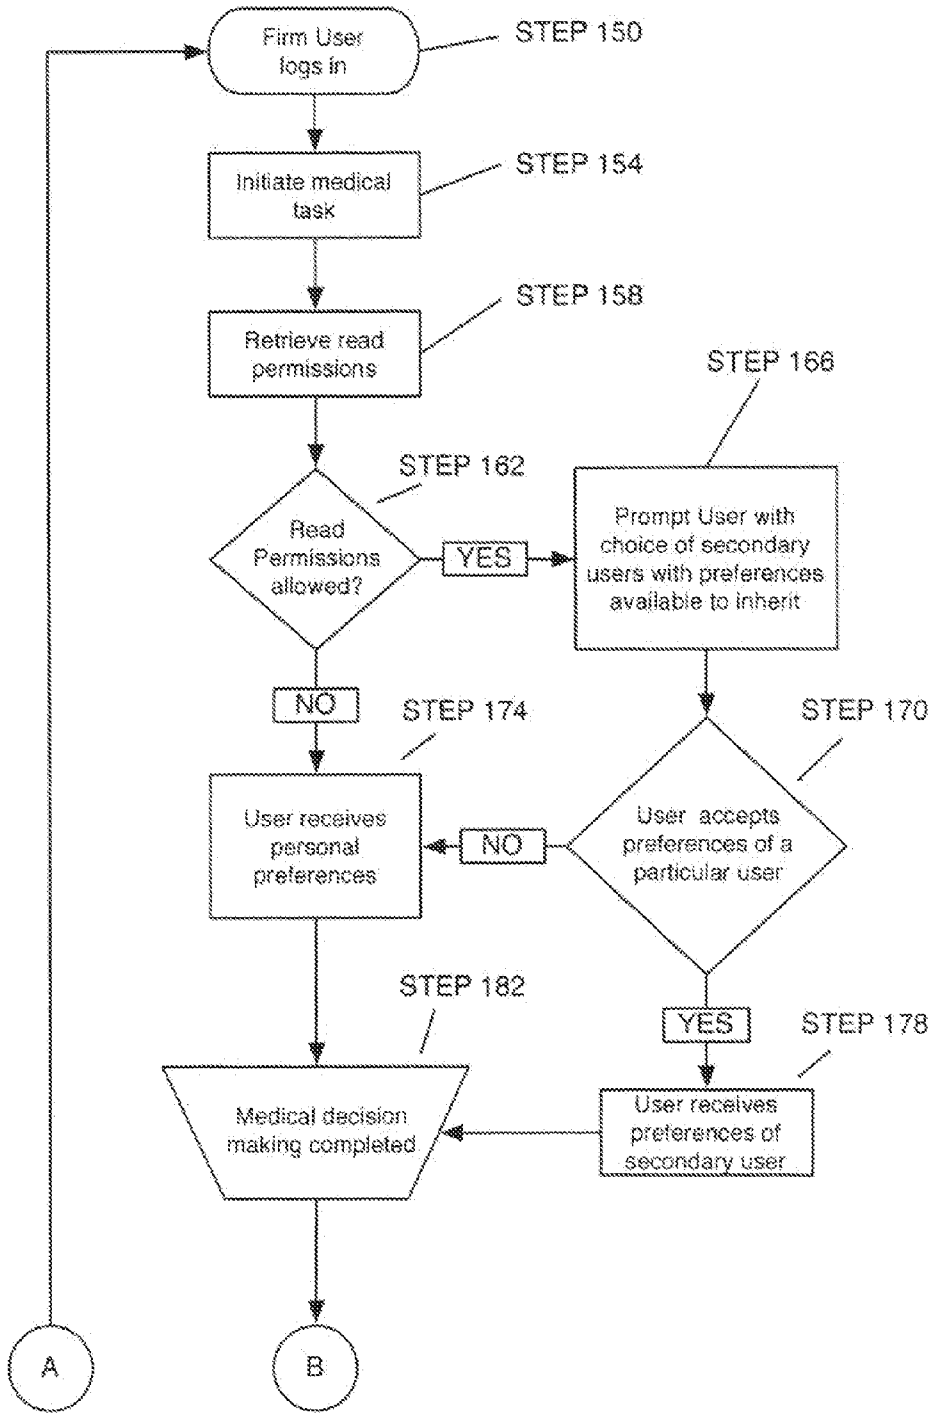 Firm User
logs in
STEP 150
Initiate medical
task
STEP 154
Retrieve read
permissions
STEP 158
Read
Permissions
allowed?
STEP 162
YES
STEP 166
Prompt User with
choice of secondary
users with preferences
available to inherit
NO
STEP 174
User receives
personal
preferences
NO
STEP 170
User accepts
preferences of a
particular user
YES
STEP 178
User receives
preferences of
secondary user
STEP 182
Medical decision
making completed
A
B